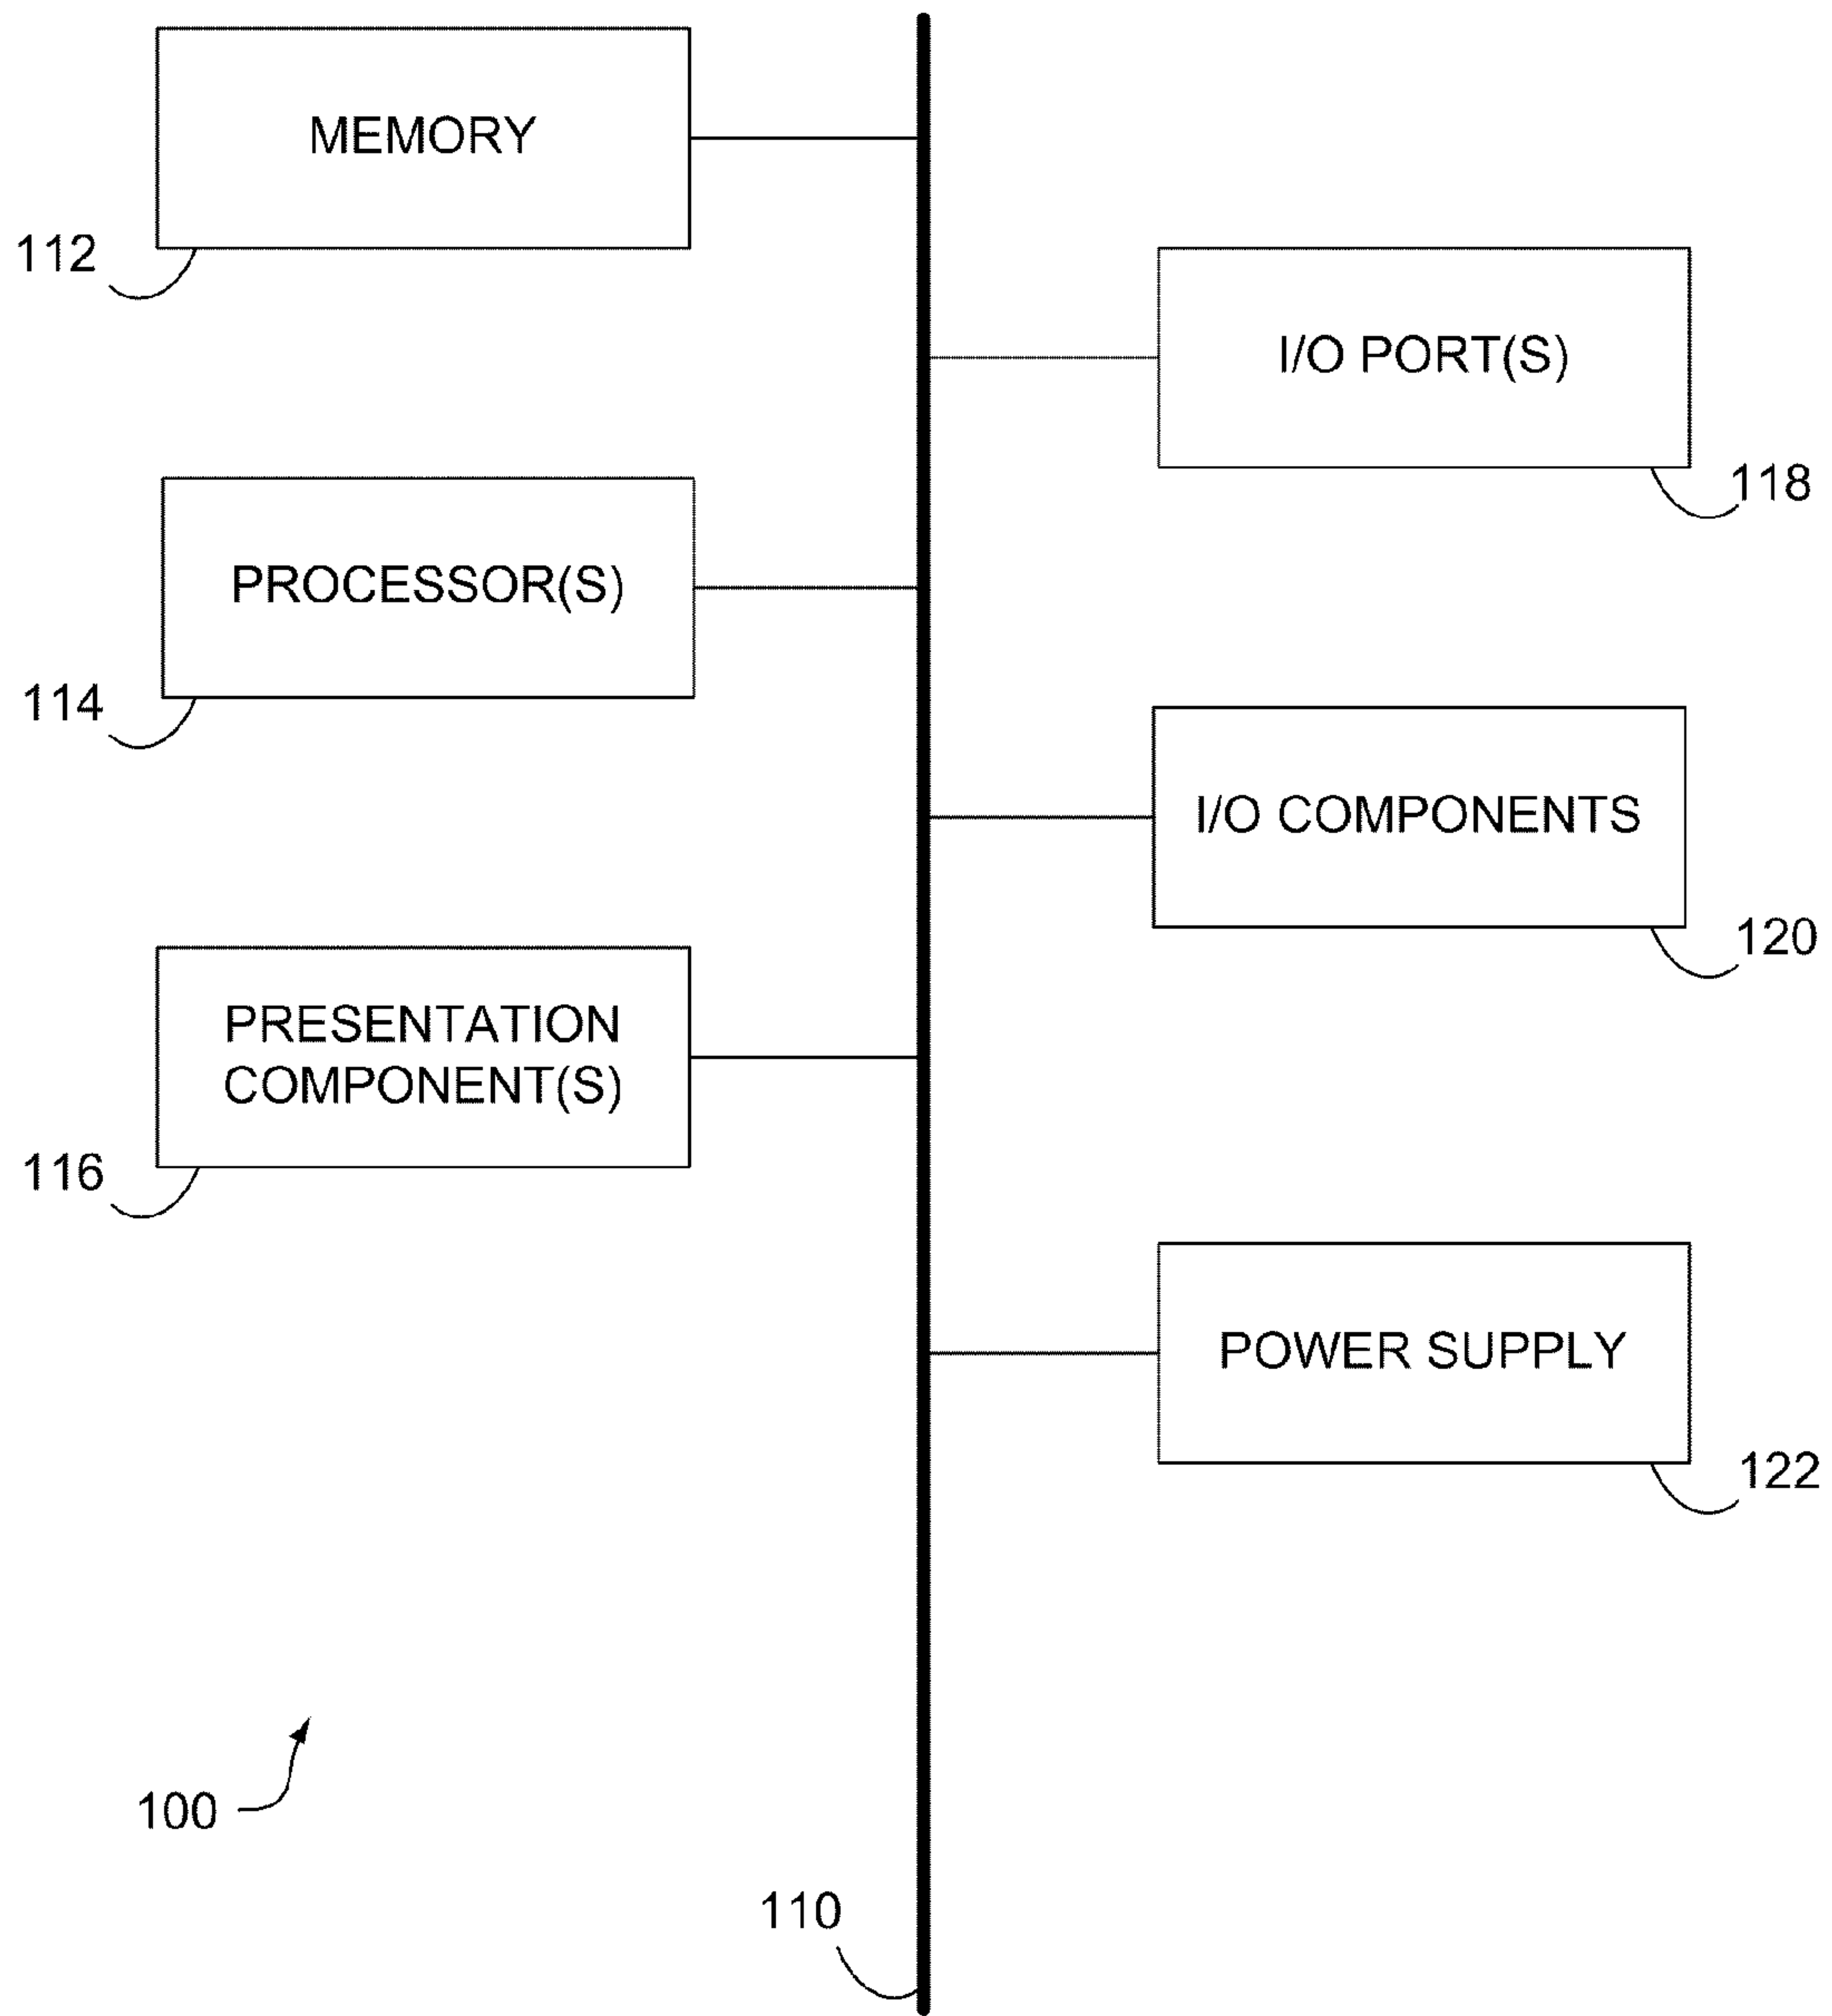 MEMORY
112
I/O PORT(S)
118
PROCESSOR(S)
114
I/O COMPONENTS
120
PRESENTATION
COMPONENT(S)
116
POWER SUPPLY
122
100
110